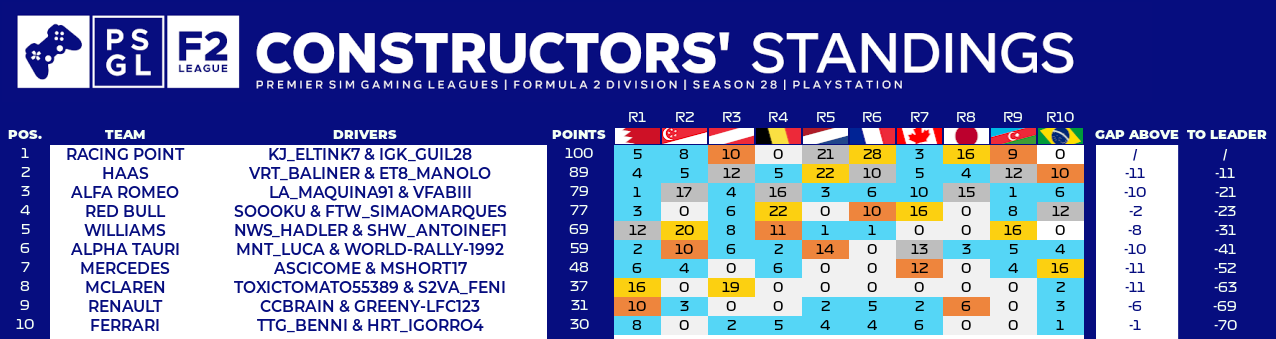 PS GL F2 LEAGUE CONSTRUCTORS' STANDINGS
PREMIER SIM GAMING LEAGUES | FORMULA 2 DIVISION | SEASON 28 | PLAYSTATION
R1 R2 R3 R4 R5 R6 R7 R8 R9 R10
POS. TEAM DRIVERS POINTS GAP ABOVE TO LEADER
1 RACING POINT KJ_ELTINK7 & IGK_GUIL28 100 5 8 10 0 21 28 3 16 9 0 / /
2 HAAS VRT_BALINER & ET8_MANOLO 89 4 5 12 5 22 10 5 4 12 10 -11 -11
3 ALFA ROMEO LA_MAQUINA91 & VFABIII 79 1 17 4 16 3 6 10 15 1 6 -10 -21
4 RED BULL SOOOKU & FTW_SIMAOMARQUES 77 3 0 6 22 0 10 16 0 8 12 -2 -23
5 WILLIAMS NWS_HADLER & SHW_ANTOINEF1 69 12 20 8 11 1 1 0 0 16 0 -8 -31
6 ALPHA TAURI MNT_LUCA & WORLD-RALLY-1992 59 2 10 6 2 14 0 13 3 5 4 -10 -41
7 MERCEDES ASCICOME & MSHORT17 48 6 4 0 6 0 0 12 0 4 16 -11 -52
8 MCLAREN TOXICTOMATO55389 & S2VA_FENI 37 16 0 19 0 0 0 0 0 0 2 -11 -63
9 RENAULT CCBRAIN & GREENY-LFC123 31 10 3 0 0 2 5 2 6 0 3 -6 -69
10 FERRARI TTG_BENNI & HRT_IGORRO4 30 8 0 2 5 4 4 6 0 0 1 -1 -70